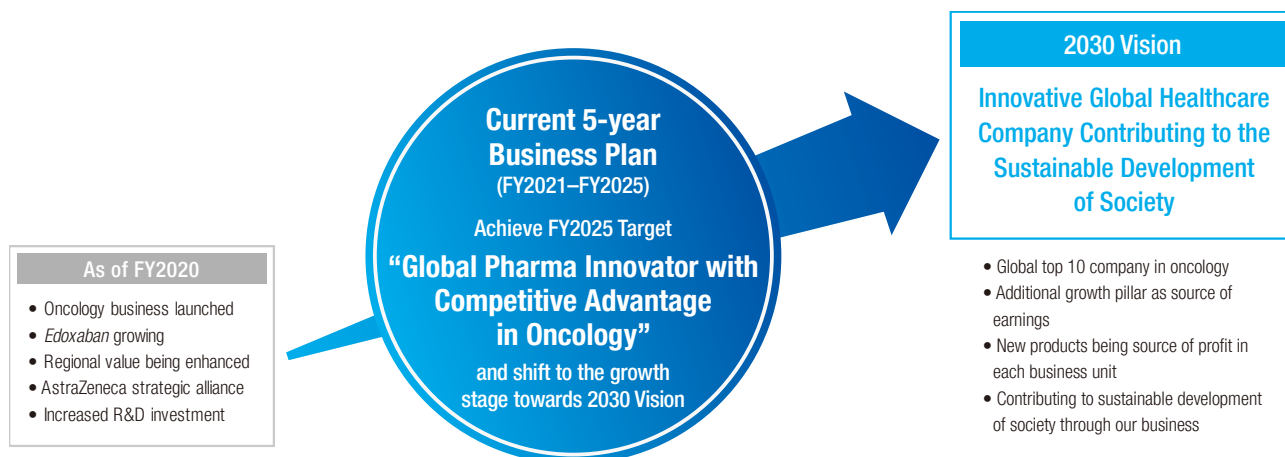 As of FY2020
• Oncology business launched
• Edoxaban growing
• Regional value being enhanced
• AstraZeneca strategic alliance
• Increased R&D investment
Current 5-year
Business Plan
(FY2021–FY2025)
Achieve FY2025 Target
“Global Pharma Innovator with
Competitive Advantage
in Oncology”
and shift to the growth
stage towards 2030 Vision
2030 Vision
Innovative Global Healthcare
Company Contributing to the
Sustainable Development
of Society
• Global top 10 company in oncology
• Additional growth pillar as source of
earnings
• New products being source of profit in
each business unit
• Contributing to sustainable development
of society through our business